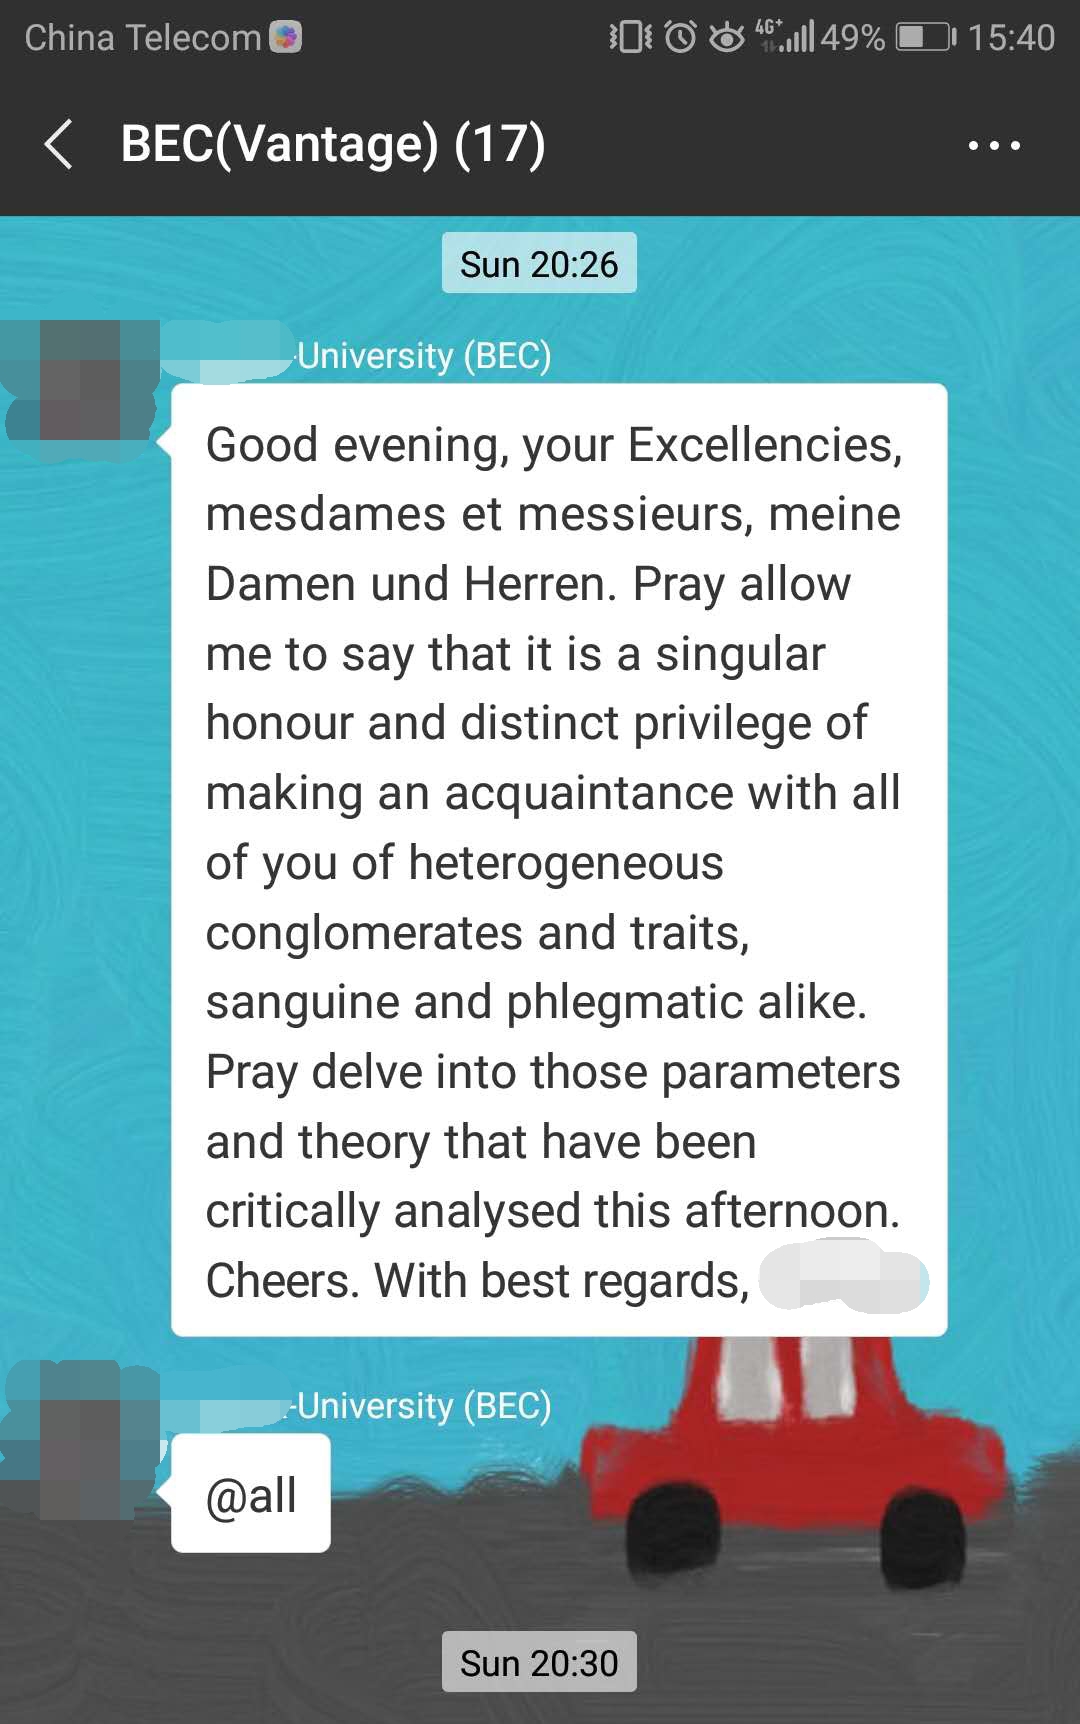 China Telecom 4G+ 49% 15:40
BEC(Vantage) (17)
Sun 20:26
-University (BEC)
Good evening, your Excellencies,
mesdames et messieurs, meine
Damen und Herren. Pray allow
me to say that it is a singular
honour and distinct privilege of
making an acquaintance with all
of you of heterogeneous
conglomerates and traits,
sanguine and phlegmatic alike.
Pray delve into those parameters
and theory that have been
critically analysed this afternoon.
Cheers. With best regards,
-University (BEC)
@all
Sun 20:30